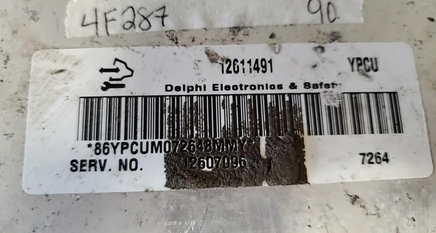 4F287 90
12611491 YPCU
Delphi Electronics & Safety
*86YPCUM072648MMY*
SERV. NO. 12607096 7264